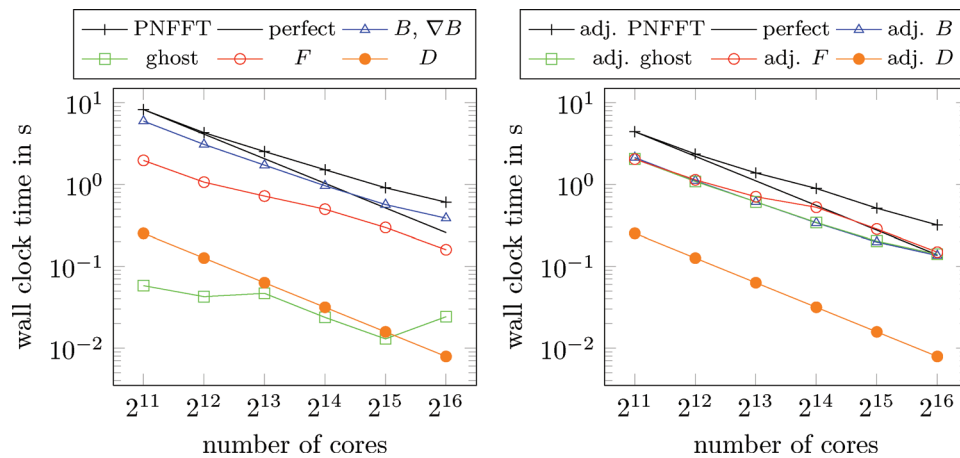 PNFFT perfect B, ∇B
ghost F D
10^1
10^0
10^-1
10^-2
wall clock time in s
2^11 2^12 2^13 2^14 2^15 2^16
number of cores
adj. PNFFT perfect adj. B
adj. ghost adj. F adj. D
10^1
10^0
10^-1
10^-2
wall clock time in s
2^11 2^12 2^13 2^14 2^15 2^16
number of cores